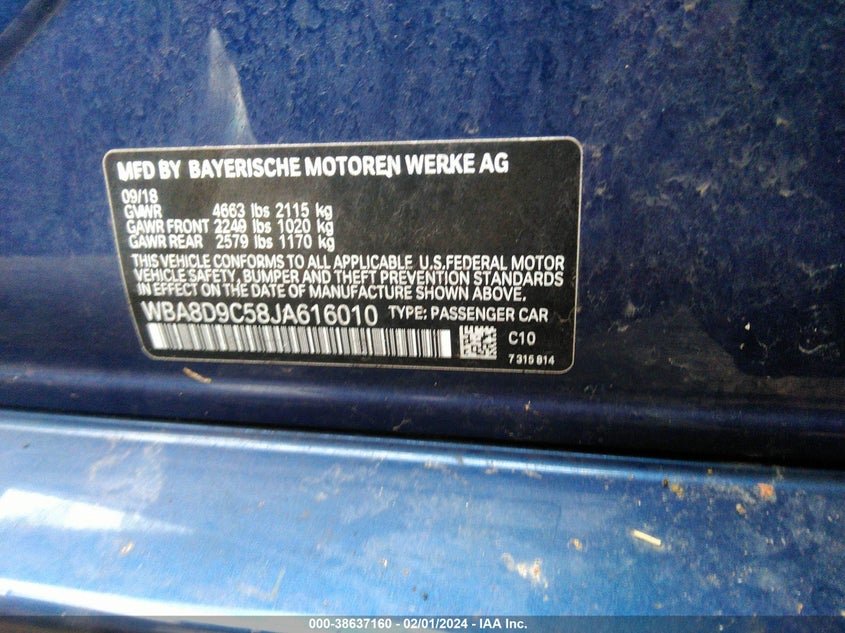 MFD BY BAYERISCHE MOTOREN WERKE AG
09/18
GVWR 4663 lbs 2115 kg
GAWR FRONT 2249 lbs 1020 kg
GAWR REAR 2579 lbs 1170 kg
THIS VEHICLE CONFORMS TO ALL APPLICABLE U.S.FEDERAL MOTOR
VEHICLE SAFETY, BUMPER AND THEFT PREVENTION STANDARDS
IN EFFECT ON THE DATE OF MANUFACTURE SHOWN ABOVE.
WBA8D9C58JA616010 TYPE: PASSENGER CAR
C10
7 315 814
000-38637160 - 02/01/2024 - IAA Inc.